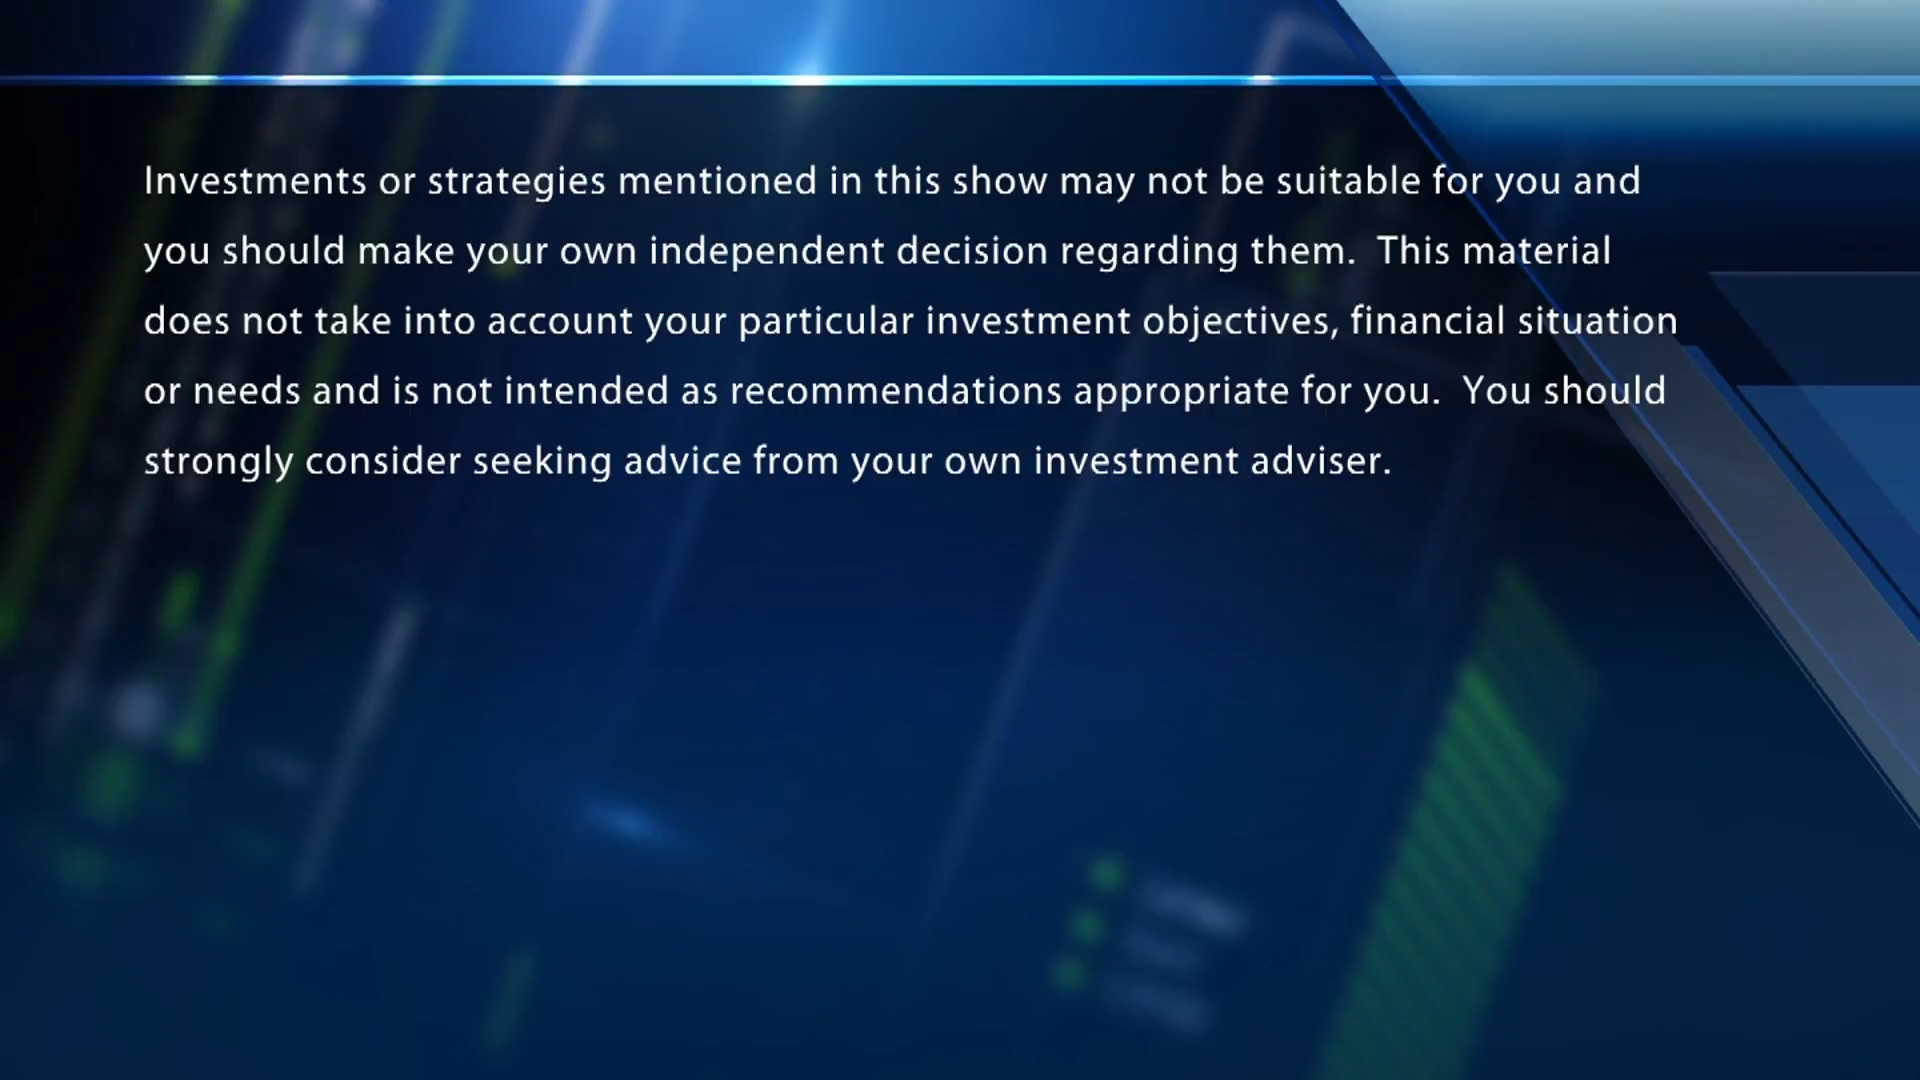 Investments or strategies mentioned in this show may not be suitable for you and
you should make your own independent decision regarding them.  This material
does not take into account your particular investment objectives, financial situation
or needs and is not intended as recommendations appropriate for you.  You should
strongly consider seeking advice from your own investment adviser.